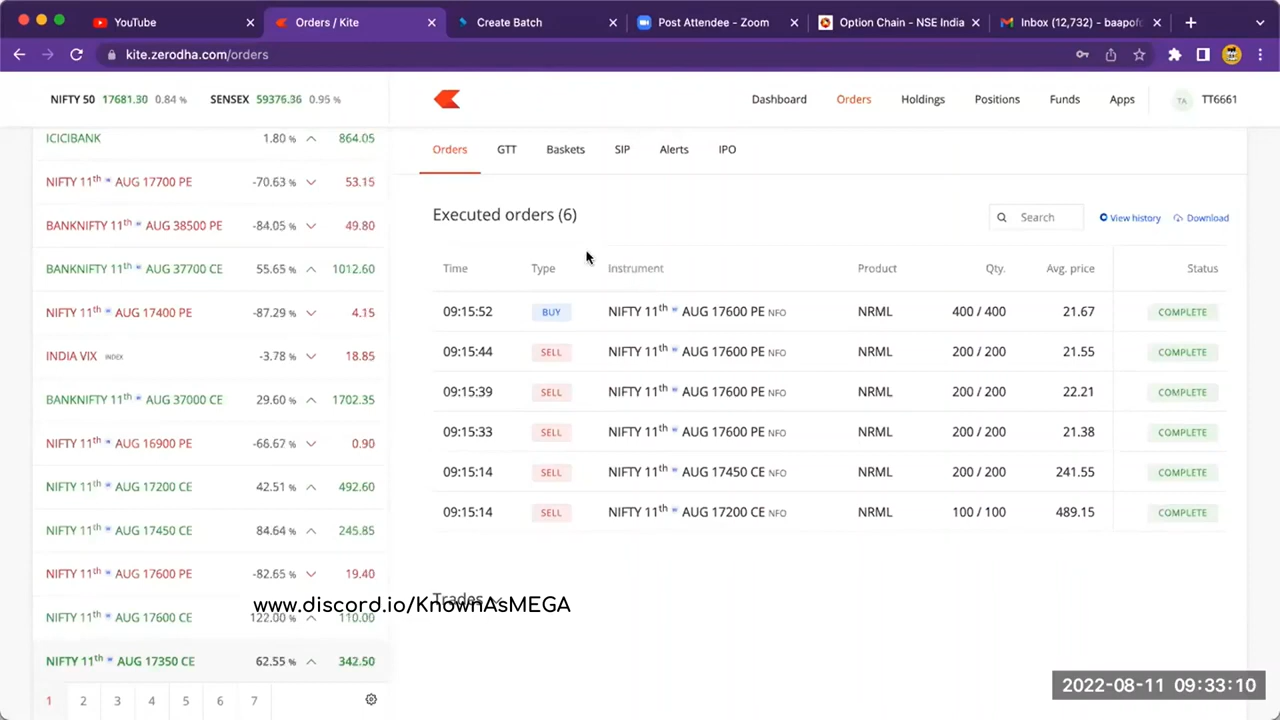 YouTube
Orders / Kite
Create Batch
Post Attendee - Zoom
Option Chain - NSE India
Inbox (12,732) - baapofc
kite.zerodha.com/orders
NIFTY 50 17681.30 0.84 % SENSEX 59376.36 0.95 %
Dashboard Orders Holdings Positions Funds Apps TA TT6661
ICICIBANK 1.80 % 864.05
NIFTY 11th w AUG 17700 PE -70.63 % 53.15
BANKNIFTY 11th w AUG 38500 PE -84.05 % 49.80
BANKNIFTY 11th w AUG 37700 CE 55.65 % 1012.60
NIFTY 11th w AUG 17400 PE -87.29 % 4.15
INDIA VIX INDEX -3.78 % 18.85
BANKNIFTY 11th w AUG 37000 CE 29.60 % 1702.35
NIFTY 11th w AUG 16900 PE -66.67 % 0.90
NIFTY 11th w AUG 17200 CE 42.51 % 492.60
NIFTY 11th w AUG 17450 CE 84.64 % 245.85
NIFTY 11th w AUG 17600 PE -82.65 % 19.40
NIFTY 11th w AUG 17600 CE 122.00 % 110.00
NIFTY 11th w AUG 17350 CE 62.55 % 342.50
1 2 3 4 5 6 7
Orders GTT Baskets SIP Alerts IPO
Executed orders (6)
Search View history Download
Time Type Instrument Product Qty. Avg. price Status
09:15:52 BUY NIFTY 11th w AUG 17600 PE NFO NRML 400 / 400 21.67 COMPLETE
09:15:44 SELL NIFTY 11th w AUG 17600 PE NFO NRML 200 / 200 21.55 COMPLETE
09:15:39 SELL NIFTY 11th w AUG 17600 PE NFO NRML 200 / 200 22.21 COMPLETE
09:15:33 SELL NIFTY 11th w AUG 17600 PE NFO NRML 200 / 200 21.38 COMPLETE
09:15:14 SELL NIFTY 11th w AUG 17450 CE NFO NRML 200 / 200 241.55 COMPLETE
09:15:14 SELL NIFTY 11th w AUG 17200 CE NFO NRML 100 / 100 489.15 COMPLETE
Trades
www.discord.io/KnownAsMEGA
2022-08-11 09:33:10